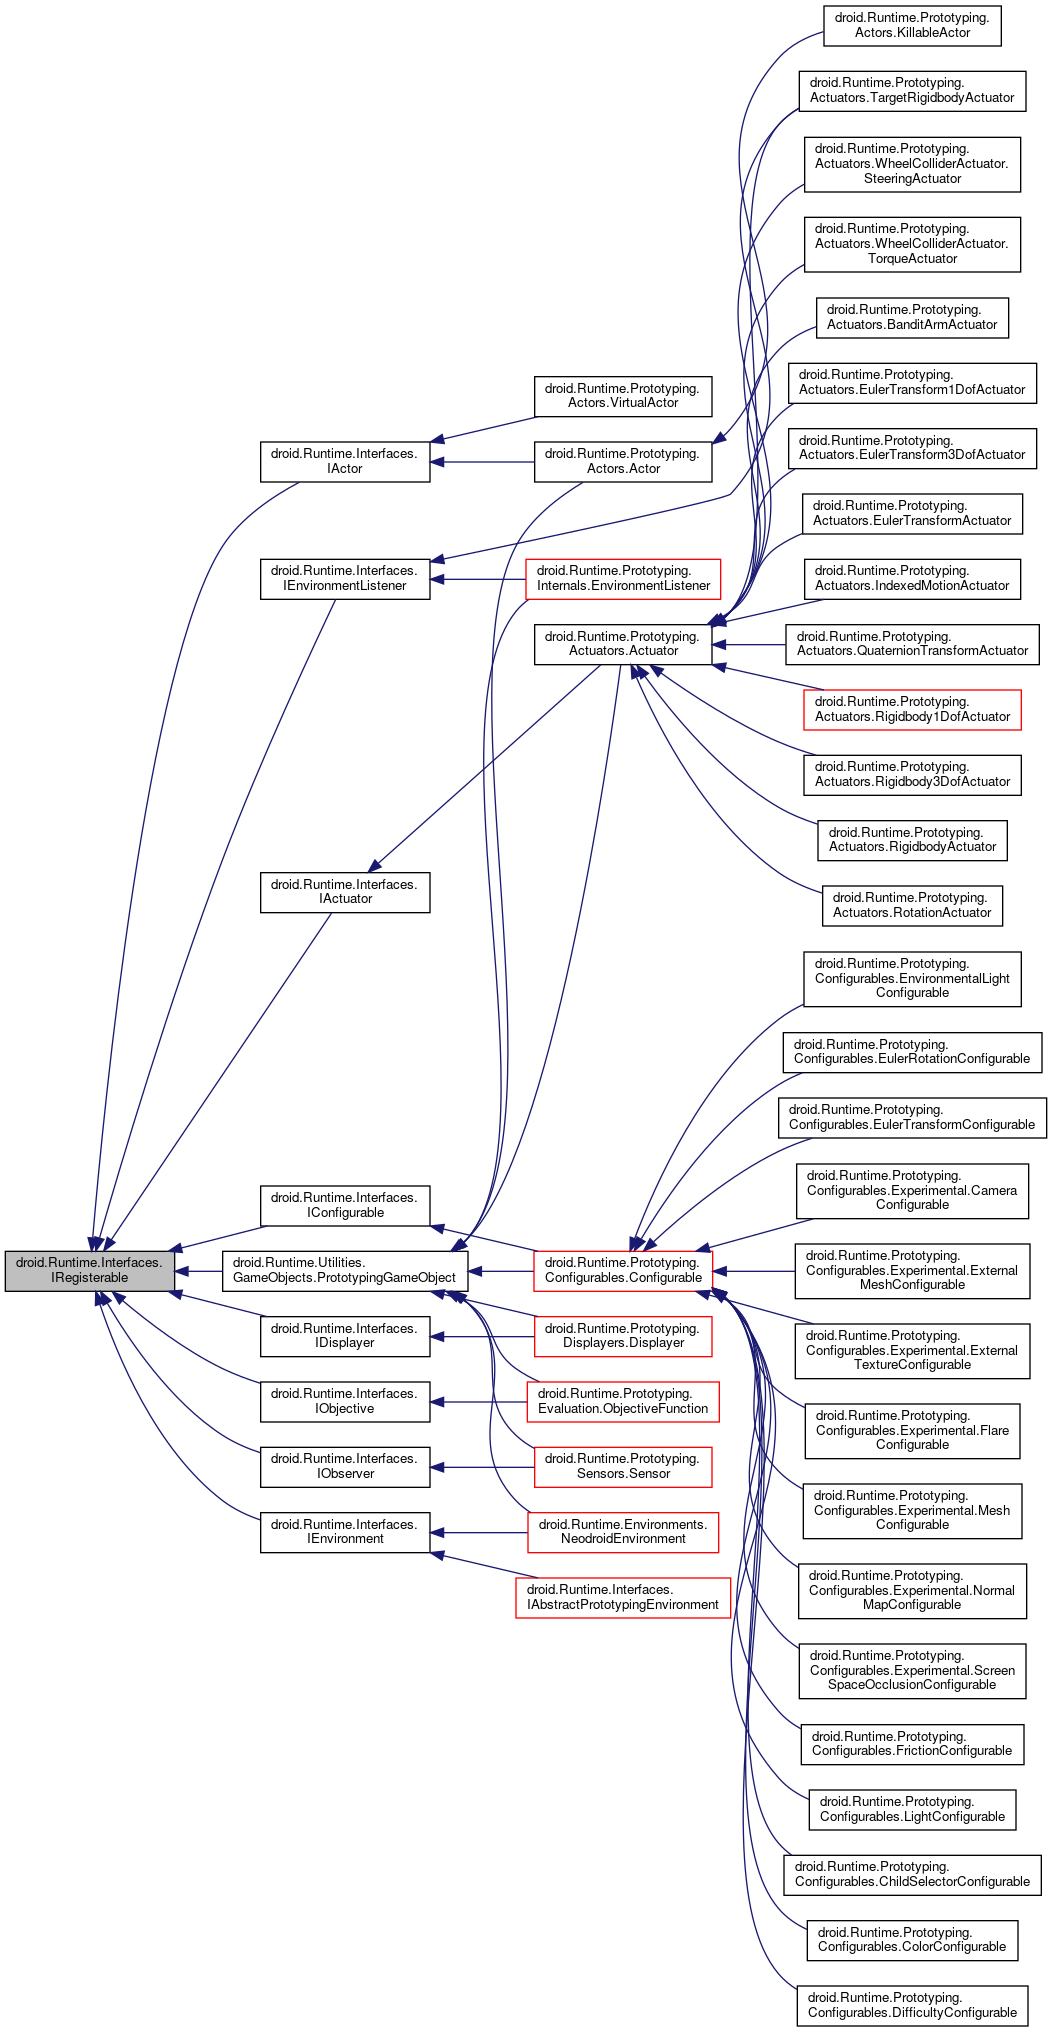 droid.Runtime.Interfaces.
IRegisterable
droid.Runtime.Interfaces.
IActor
droid.Runtime.Interfaces.
IEnvironmentListener
droid.Runtime.Interfaces.
IActuator
droid.Runtime.Interfaces.
IConfigurable
droid.Runtime.Utilities.
GameObjects.PrototypingGameObject
droid.Runtime.Interfaces.
IDisplayer
droid.Runtime.Interfaces.
IObjective
droid.Runtime.Interfaces.
IObserver
droid.Runtime.Interfaces.
IEnvironment
droid.Runtime.Prototyping.
Actors.VirtualActor
droid.Runtime.Prototyping.
Actors.Actor
droid.Runtime.Prototyping.
Internals.EnvironmentListener
droid.Runtime.Prototyping.
Actuators.Actuator
droid.Runtime.Prototyping.
Configurables.Configurable
droid.Runtime.Prototyping.
Displayers.Displayer
droid.Runtime.Prototyping.
Evaluation.ObjectiveFunction
droid.Runtime.Prototyping.
Sensors.Sensor
droid.Runtime.Environments.
NeodroidEnvironment
droid.Runtime.Interfaces.
IAbstractPrototypingEnvironment
droid.Runtime.Prototyping.
Actors.KillableActor
droid.Runtime.Prototyping.
Actuators.TargetRigidbodyActuator
droid.Runtime.Prototyping.
Actuators.WheelColliderActuator.
SteeringActuator
droid.Runtime.Prototyping.
Actuators.WheelColliderActuator.
TorqueActuator
droid.Runtime.Prototyping.
Actuators.BanditArmActuator
droid.Runtime.Prototyping.
Actuators.EulerTransform1DofActuator
droid.Runtime.Prototyping.
Actuators.EulerTransform3DofActuator
droid.Runtime.Prototyping.
Actuators.EulerTransformActuator
droid.Runtime.Prototyping.
Actuators.IndexedMotionActuator
droid.Runtime.Prototyping.
Actuators.QuaternionTransformActuator
droid.Runtime.Prototyping.
Actuators.Rigidbody1DofActuator
droid.Runtime.Prototyping.
Actuators.Rigidbody3DofActuator
droid.Runtime.Prototyping.
Actuators.RigidbodyActuator
droid.Runtime.Prototyping.
Actuators.RotationActuator
droid.Runtime.Prototyping.
Configurables.EnvironmentalLight
Configurable
droid.Runtime.Prototyping.
Configurables.EulerRotationConfigurable
droid.Runtime.Prototyping.
Configurables.EulerTransformConfigurable
droid.Runtime.Prototyping.
Configurables.Experimental.Camera
Configurable
droid.Runtime.Prototyping.
Configurables.Experimental.External
MeshConfigurable
droid.Runtime.Prototyping.
Configurables.Experimental.External
TextureConfigurable
droid.Runtime.Prototyping.
Configurables.Experimental.Flare
Configurable
droid.Runtime.Prototyping.
Configurables.Experimental.Mesh
Configurable
droid.Runtime.Prototyping.
Configurables.Experimental.Normal
MapConfigurable
droid.Runtime.Prototyping.
Configurables.Experimental.Screen
SpaceOcclusionConfigurable
droid.Runtime.Prototyping.
Configurables.FrictionConfigurable
droid.Runtime.Prototyping.
Configurables.LightConfigurable
droid.Runtime.Prototyping.
Configurables.ChildSelectorConfigurable
droid.Runtime.Prototyping.
Configurables.ColorConfigurable
droid.Runtime.Prototyping.
Configurables.DifficultyConfigurable